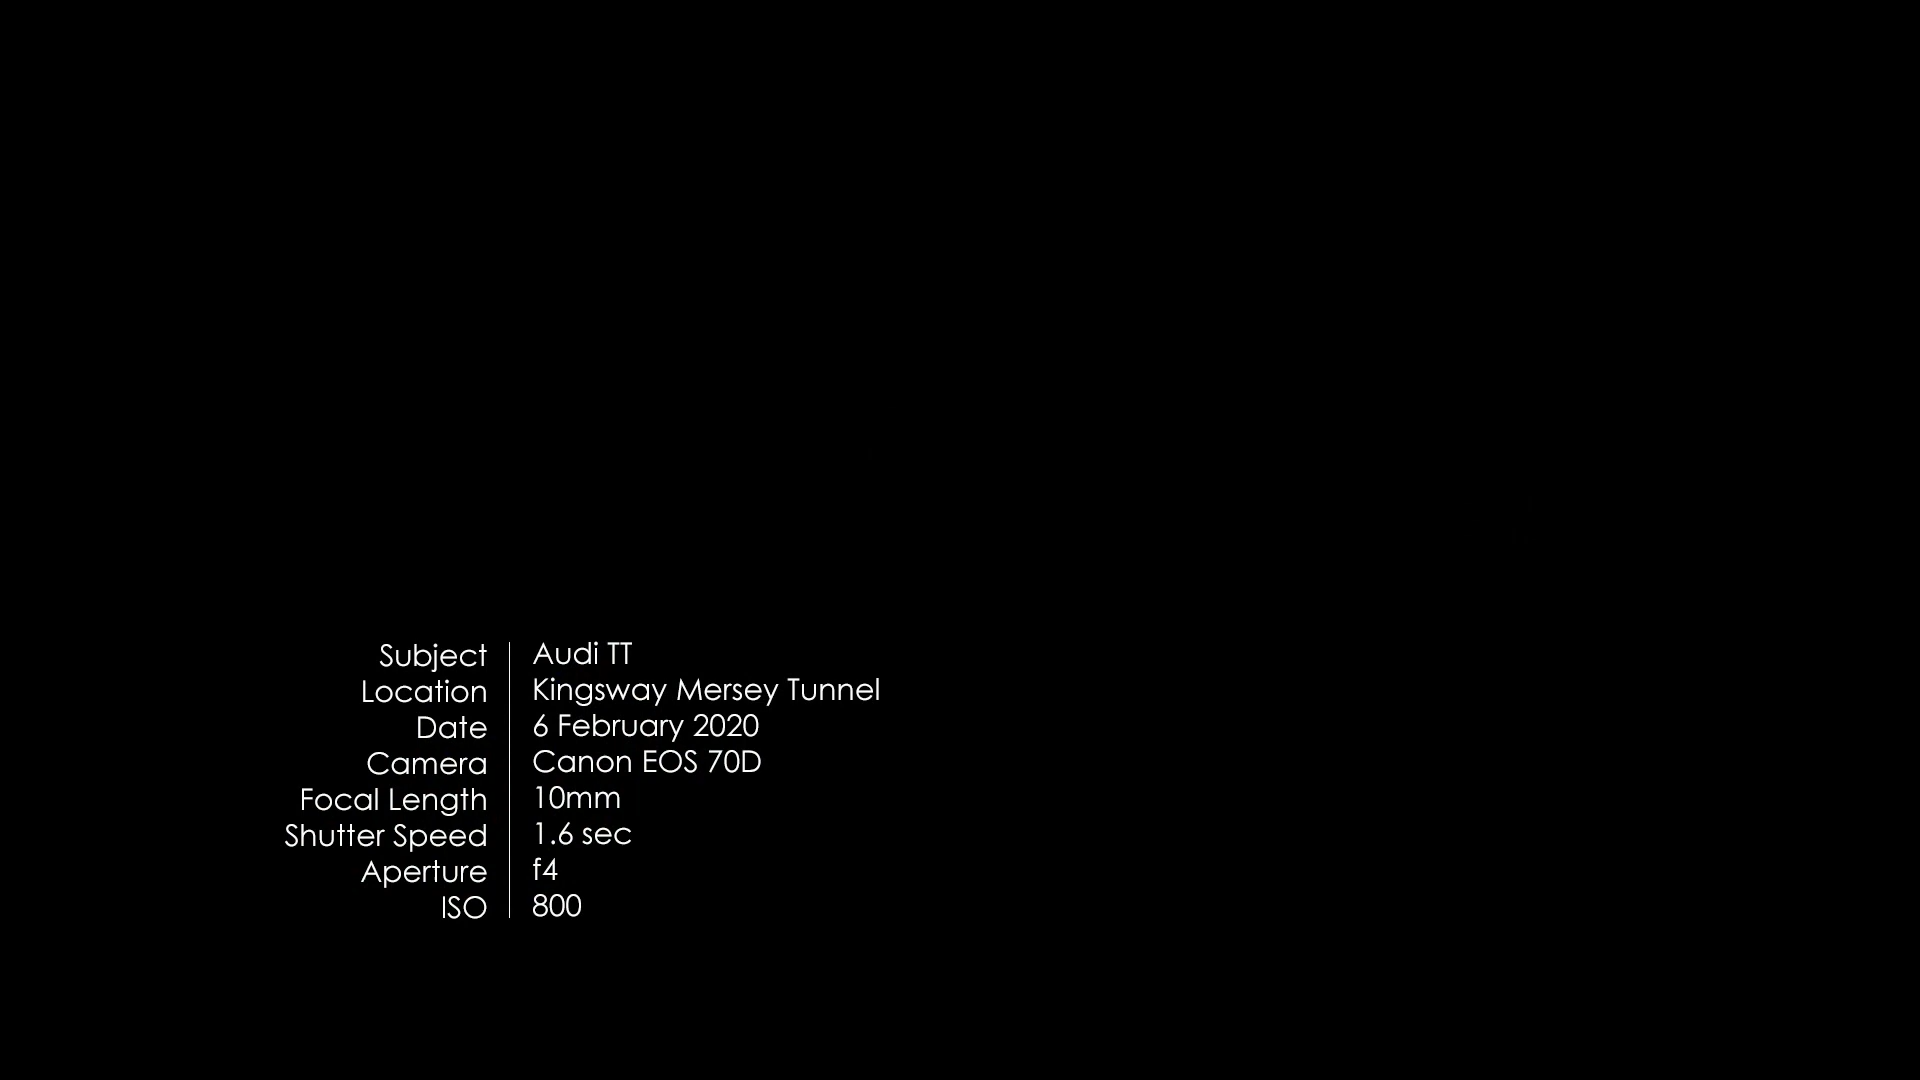 Subject Audi TT
Location Kingsway Mersey Tunnel
Date 6 February 2020
Camera Canon EOS 70D
Focal Length 10mm
Shutter Speed 1.6 sec
Aperture f4
ISO 800